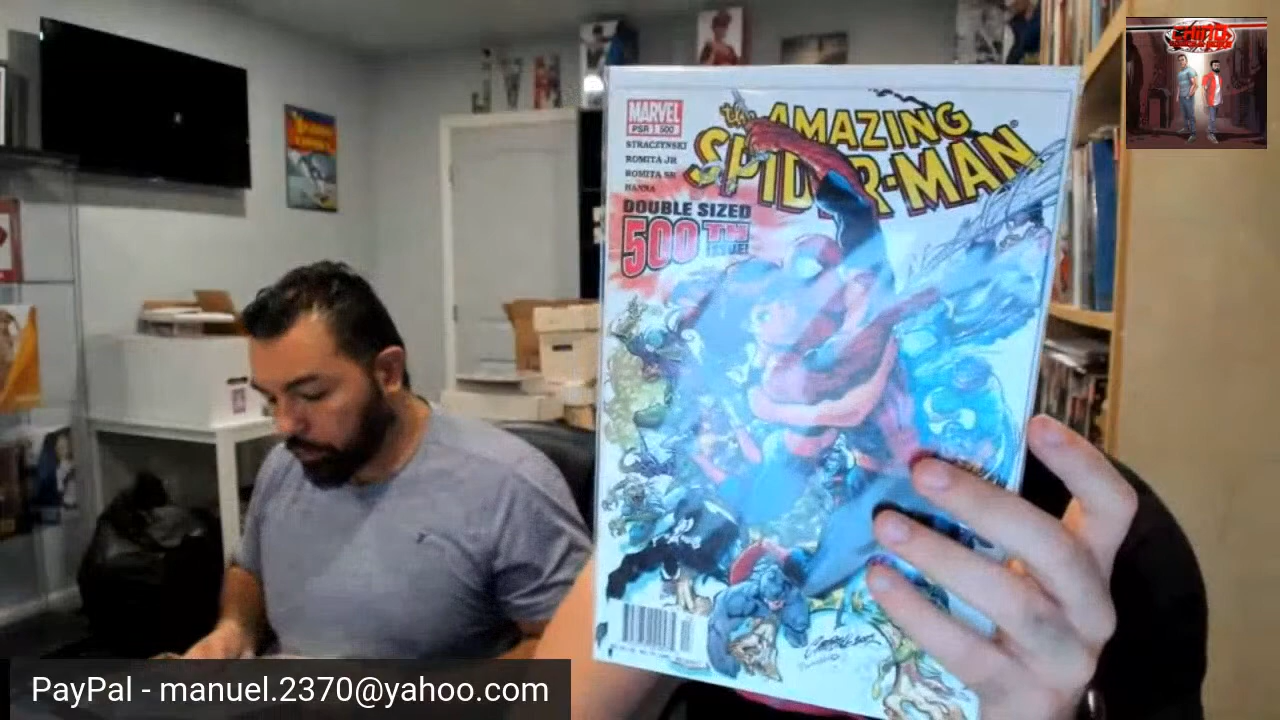 MARVEL
PSR 500
STRACZYNSKI
ROMITA JR
ROMITA SR
HANNA
the AMAZING
SPIDER-MAN
DOUBLE SIZED
500TH
ISSUE!
JVM
PayPal - manuel.2370@yahoo.com